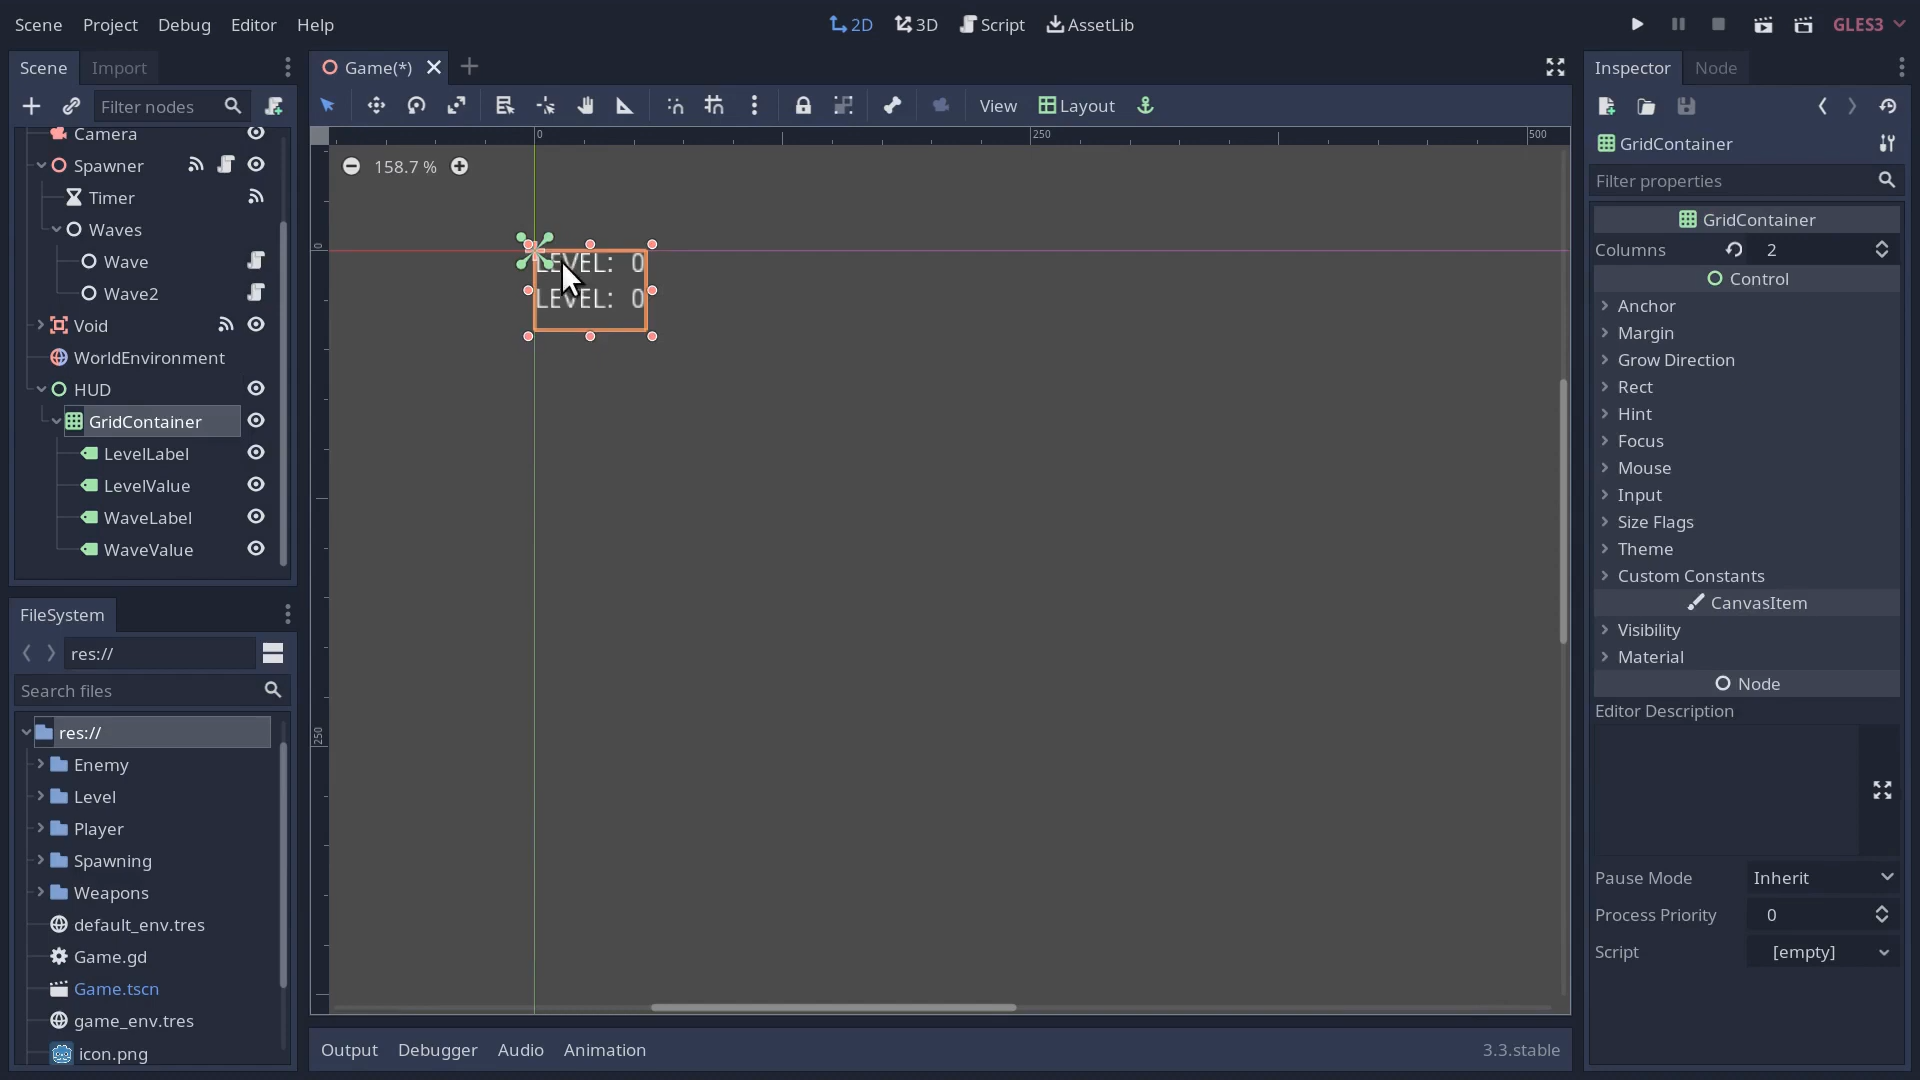 Scene Project Debug Editor Help
2D 3D Script AssetLib
GLES3
Scene Import
Game(*)
Inspector Node
Filter nodes
View Layout
GridContainer
Filter properties
Camera
Spawner
Timer
Waves
Wave
Wave2
Void
WorldEnvironment
HUD
GridContainer
LevelLabel
LevelValue
WaveLabel
WaveValue
FileSystem
res://
Search files
res://
Enemy
Level
Player
Spawning
Weapons
default_env.tres
Game.gd
Game.tscn
game_env.tres
icon.png
0 250 500
158.7 %
0
LEVEL: 0
LEVEL: 0
250
Output Debugger Audio Animation 3.3.stable
GridContainer
Columns 2
Control
Anchor
Margin
Grow Direction
Rect
Hint
Focus
Mouse
Input
Size Flags
Theme
Custom Constants
CanvasItem
Visibility
Material
Node
Editor Description
Pause Mode Inherit
Process Priority 0
Script [empty]